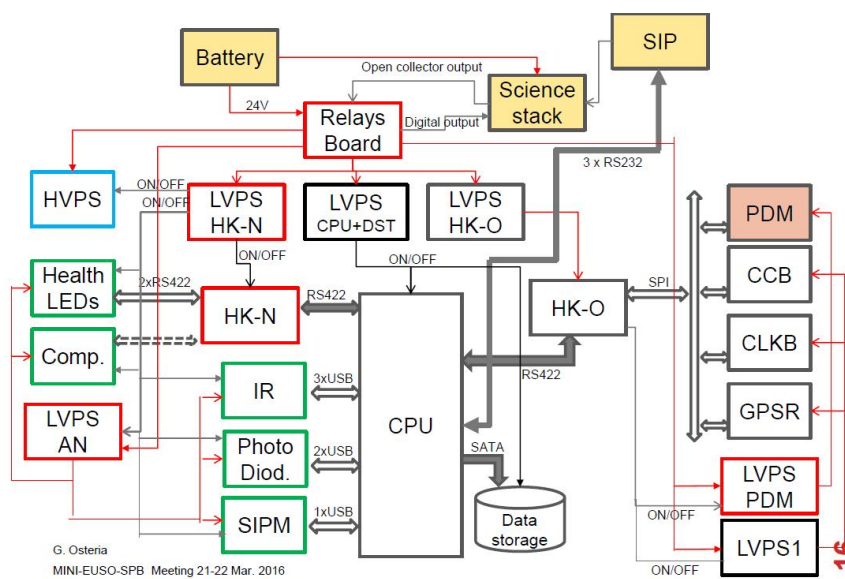 Battery
SIP
Open collector output
Science
stack
24V
Relays
Board
Digital output
3 x RS232
HVPS
ON/OFF
ON/OFF
LVPS
HK-N
LVPS
CPU+DST
LVPS
HK-O
PDM
ON/OFF
ON/OFF
Health
LEDs
2xRS422
HK-N
RS422
HK-O
SPI
CCB
Comp.
CLKB
RS422
IR
3xUSB
CPU
GPSR
LVPS
AN
Photo
Diod.
2xUSB
SATA
LVPS
PDM
SIPM
1xUSB
Data
storage
ON/OFF
LVPS1
ON/OFF
16
G. Osteria
MINI-EUSO-SPB Meeting 21-22 Mar. 2016